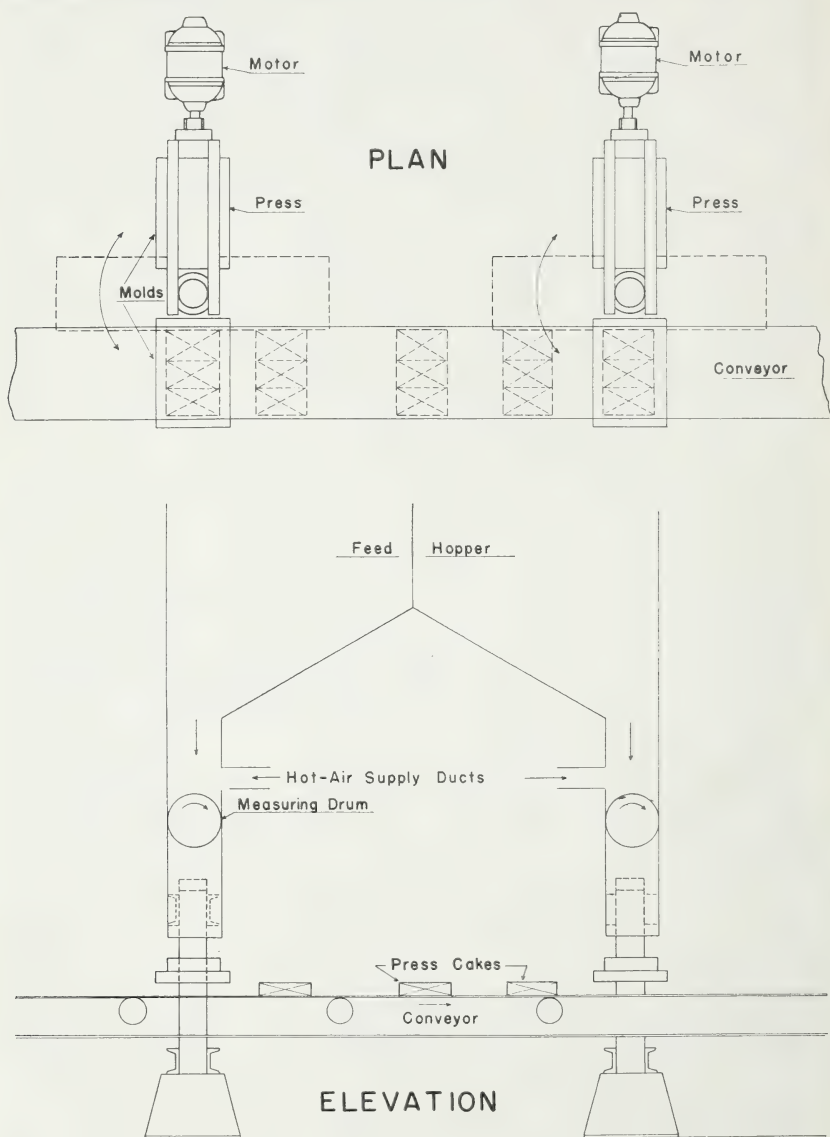 Motor
Motor
PLAN
Press
Press
Molds
Conveyor
Feed Hopper
Hot-Air Supply Ducts
Measuring Drum
Press Cakes
Conveyor
ELEVATION